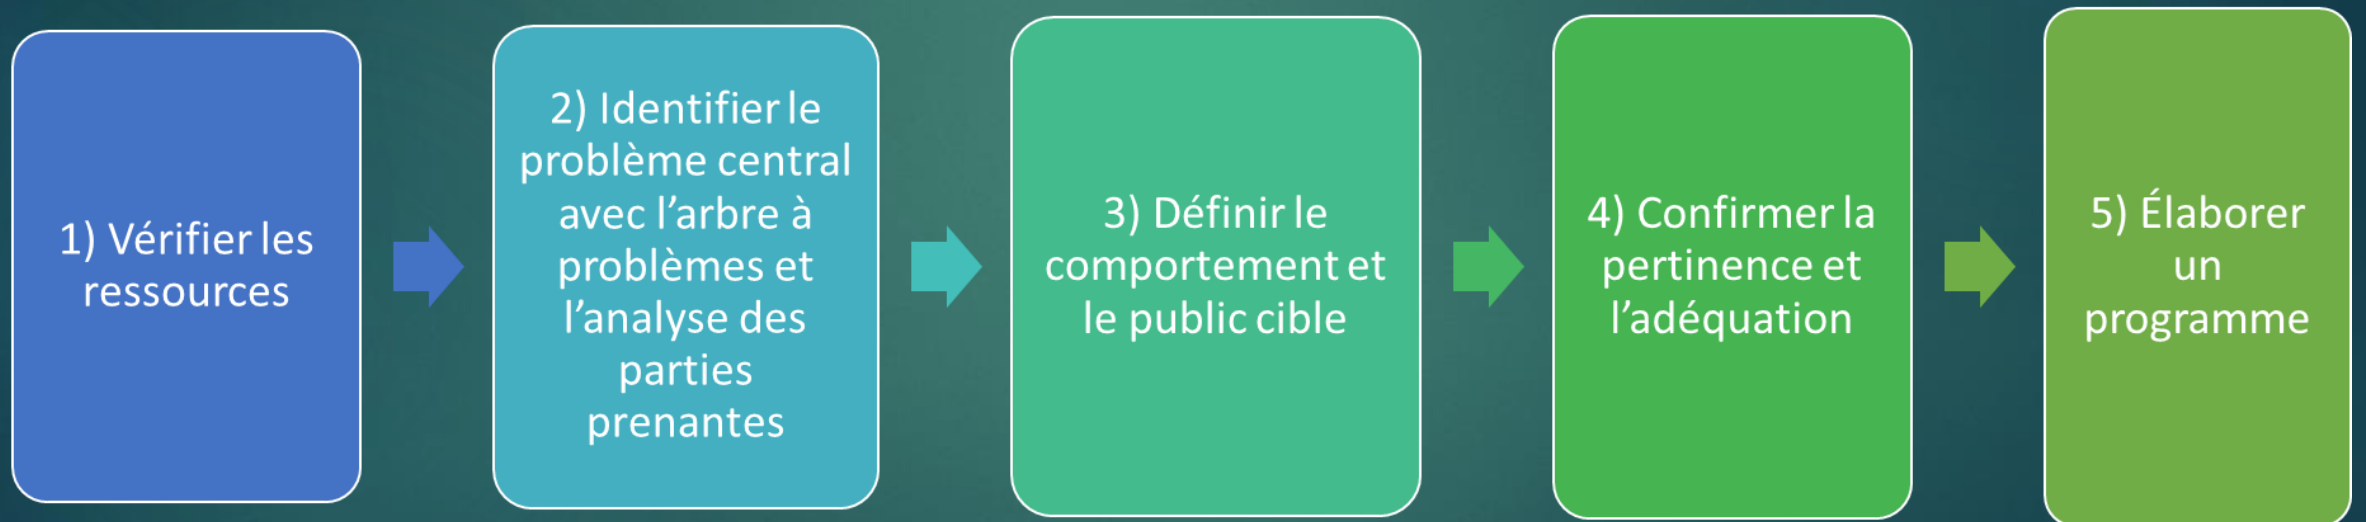 1) Vérifier les
ressources
2) Identifier le
problème central
avec l’arbre à
problèmes et
l’analyse des
parties
prenantes
3) Définir le
comportement et
le public cible
4) Confirmer la
pertinence et
l’adéquation
5) Élaborer
un
programme